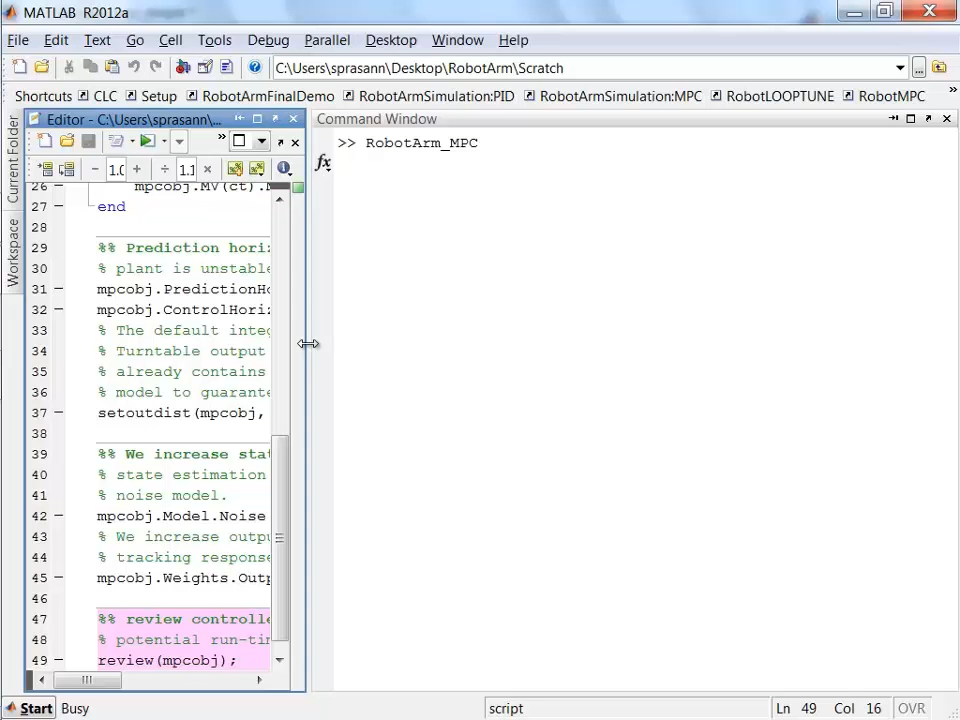 MATLAB R2012a
File Edit Text Go Cell Tools Debug Parallel Desktop Window Help
C:\Users\sprasann\Desktop\RobotArm\Scratch
Shortcuts CLC Setup RobotArmFinalDemo RobotArmSimulation:PID RobotArmSimulation:MPC RobotLOOPTUNE RobotMPC
Current Folder
Workspace
Editor - C:\Users\sprasann\...
1.0
1.1
26 mpcobj.MV(ct).
27 end
28
29 %% Prediction hori
30 % plant is unstable
31 mpcobj.PredictionHo
32 mpcobj.ControlHori
33 % The default integ
34 % Turntable output
35 % already contains
36 % model to guarante
37 setoutdist(mpcobj,
38
39 %% We increase stat
40 % state estimation
41 % noise model.
42 mpcobj.Model.Noise
43 % We increase outpu
44 % tracking response
45 mpcobj.Weights.Outp
46
47 %% review controlle
48 % potential run-tim
49 review(mpcobj);
Command Window
>> RobotArm_MPC
fx
Start Busy
script
Ln 49 Col 16 OVR